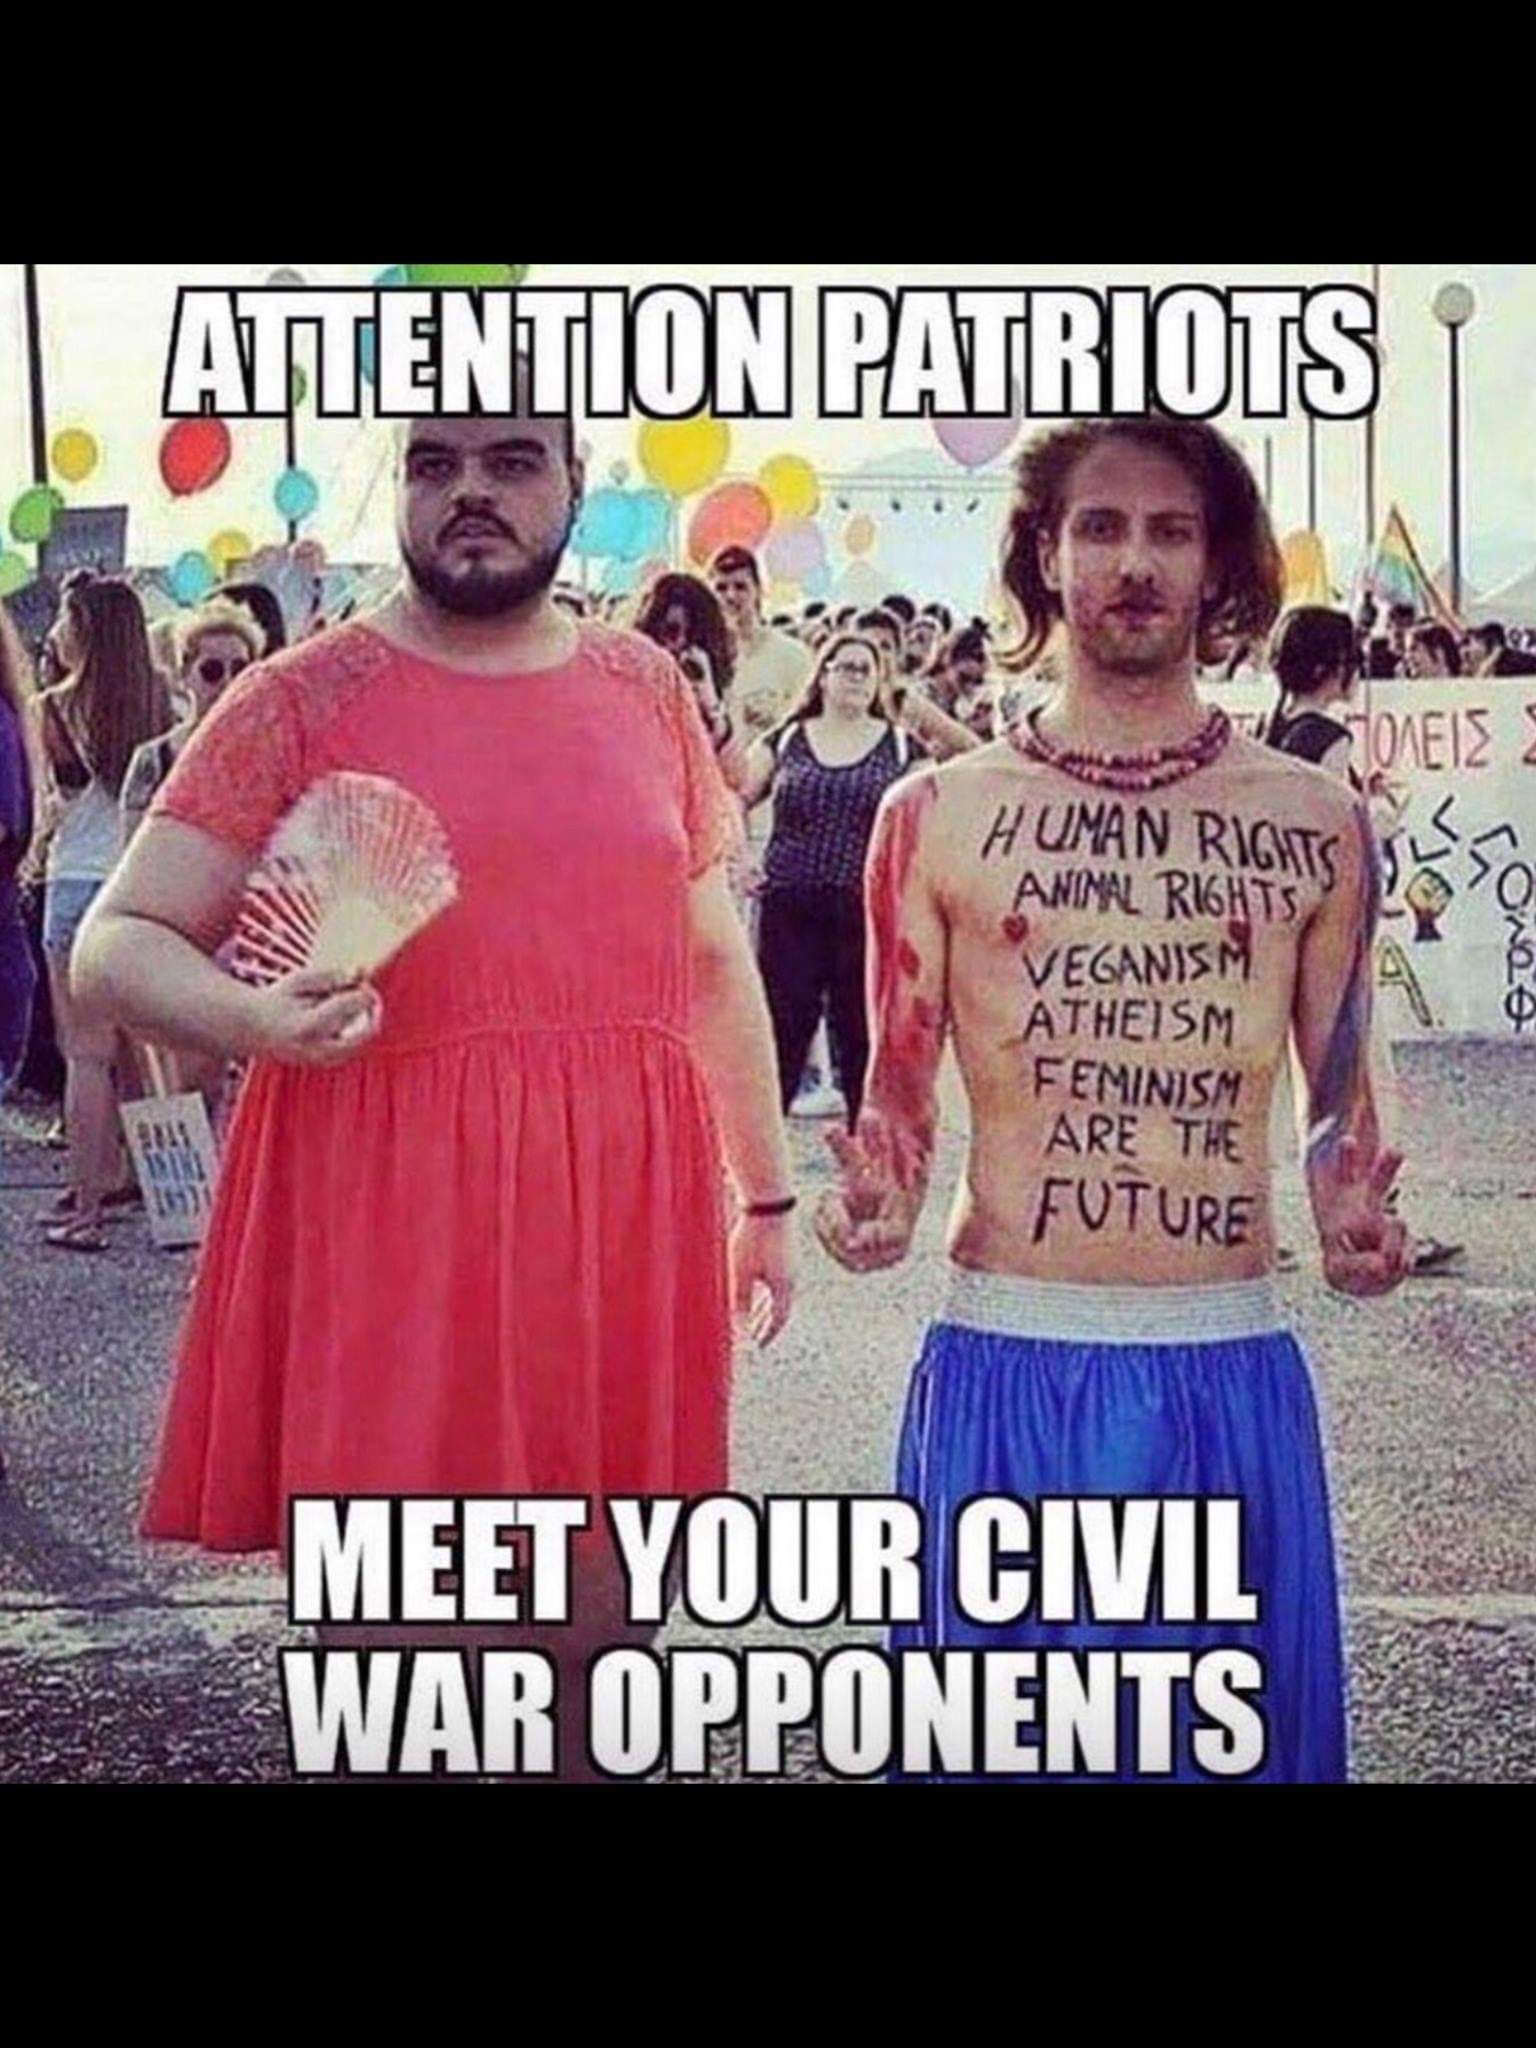 ATTENTION PATRIOTS
HUMAN RIGHTS
ANIMAL RIGHTS
VEGANISM
ATHEISM
FEMINISM
ARE THE
FUTURE
MEET YOUR CIVIL
WAR OPPONENTS